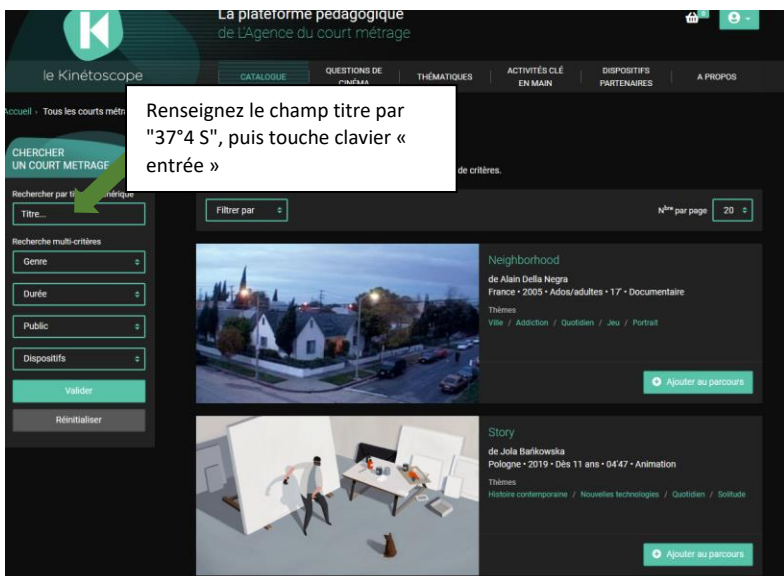 La plateforme pédagogique
de L'Agence du court métrage
0
le Kinétoscope
CATALOGUE
QUESTIONS DE
CINÉMA
THÉMATIQUES
ACTIVITÉS CLÉ
EN MAIN
DISPOSITIFS
PARTENAIRES
A PROPOS
Accueil › Tous les courts
Renseignez le champ titre par
"37°4 S", puis touche clavier «
entrée »
CHERCHER
UN COURT METRAGE
de critères.
Rechercher par
Titre...
Filtrer par
Nbre par page 20
Recherche multi-critères
Genre
Durée
Public
Dispositifs
Valider
Réinitialiser
Neighborhood
de Alain Della Negra
France • 2005 • Ados/adultes • 17' • Documentaire
Thèmes
Ville / Addiction / Quotidien / Jeu / Portrait
Ajouter au parcours
Story
de Jola Bańkowska
Pologne • 2019 • Dès 11 ans • 04'47 • Animation
Thèmes
Histoire contemporaine / Nouvelles technologies / Quotidien / Solitude
Ajouter au parcours